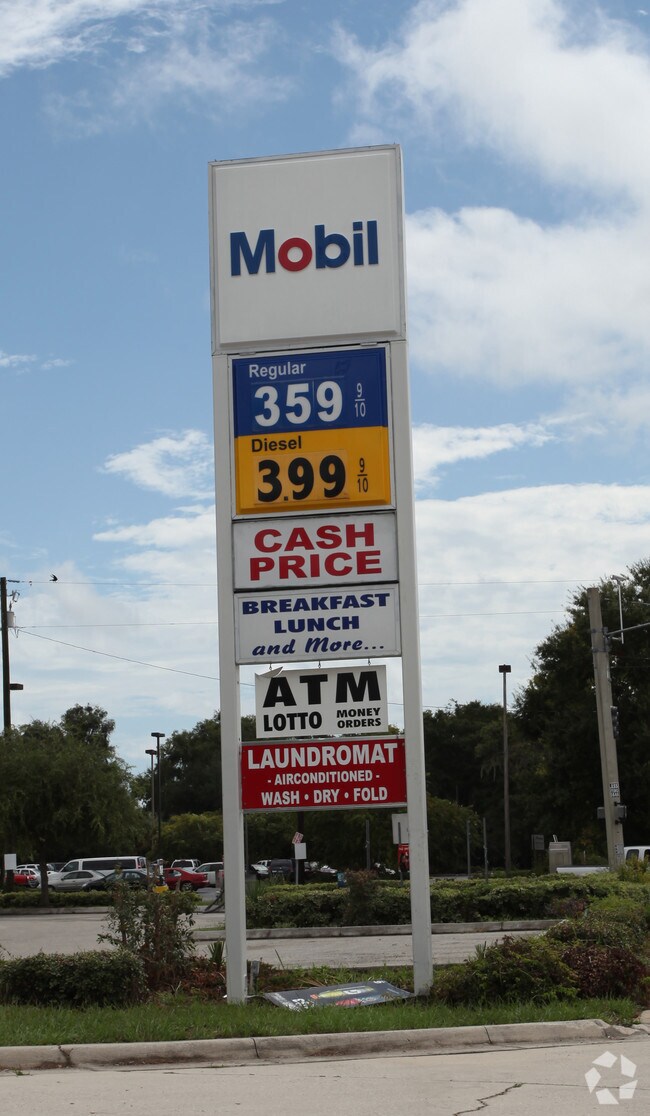 Mobil
Regular
359 9/10
Diesel
3.99 9/10
CASH
PRICE
BREAKFAST
LUNCH
and More...
ATM
LOTTO MONEY ORDERS
LAUNDROMAT
- AIRCONDITIONED -
WASH • DRY • FOLD